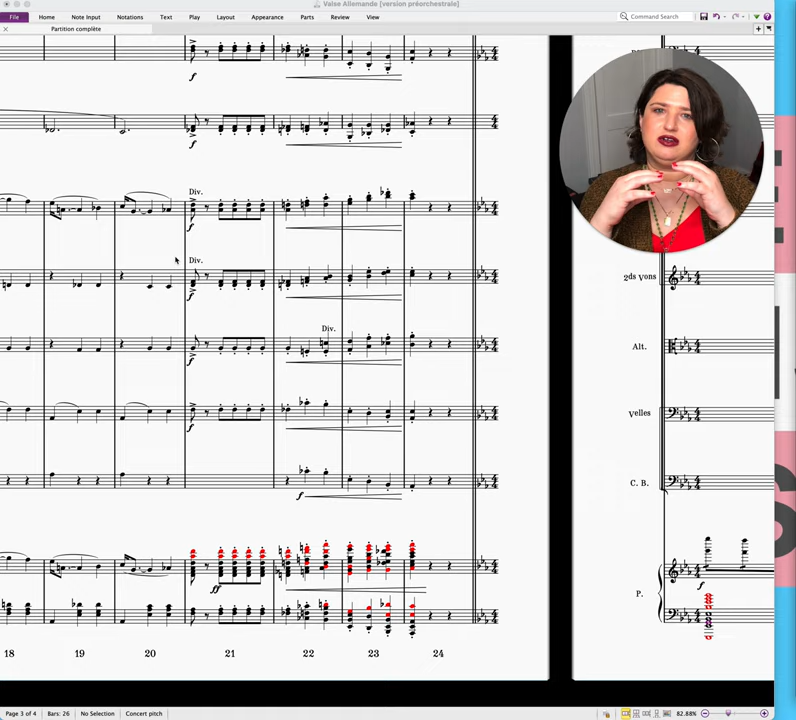 Valse Allemande [version préorchestrale]
File Home Note Input Notations Text Play Layout Appearance Parts Review View Command Search
Partition complète
f
f
Div.
f
Div.
f
2ds Vons
Div.
Alt.
f
Vcelles
f
C. B.
f
P.
ff
f
18 19 20 21 22 23 24
Page 3 of 4 Bars: 26 No Selection Concert pitch 82.88%